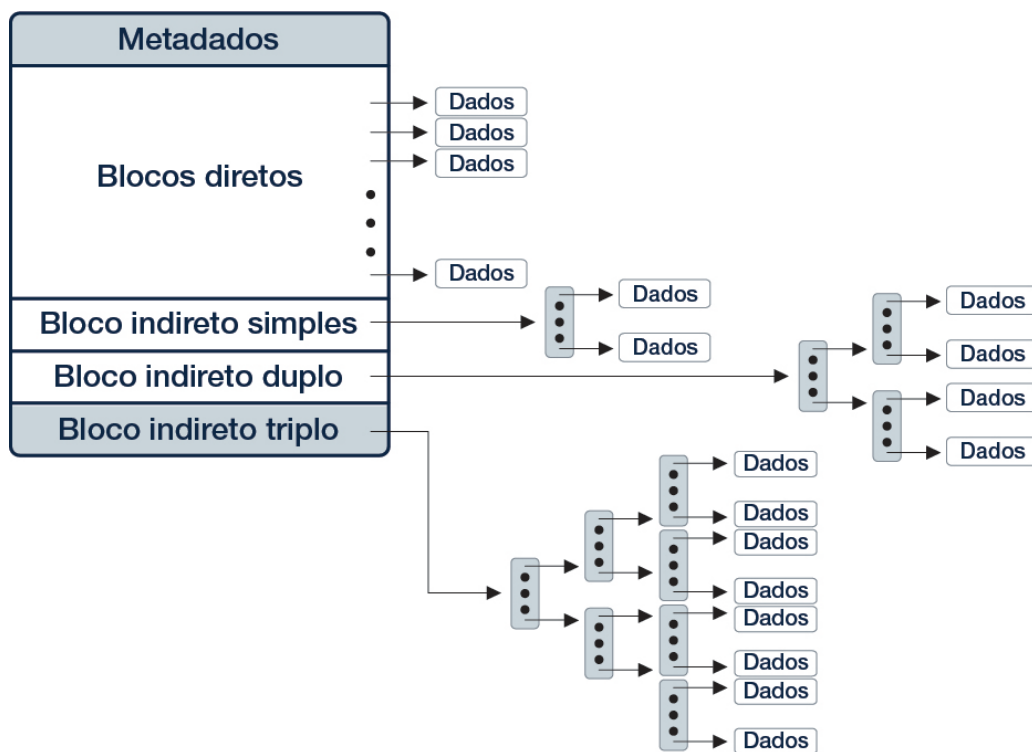 Metadados
Blocos diretos
Dados
Dados
Dados
Dados
Bloco indireto simples
Dados
Dados
Bloco indireto duplo
Dados
Dados
Dados
Dados
Bloco indireto triplo
Dados
Dados
Dados
Dados
Dados
Dados
Dados
Dados